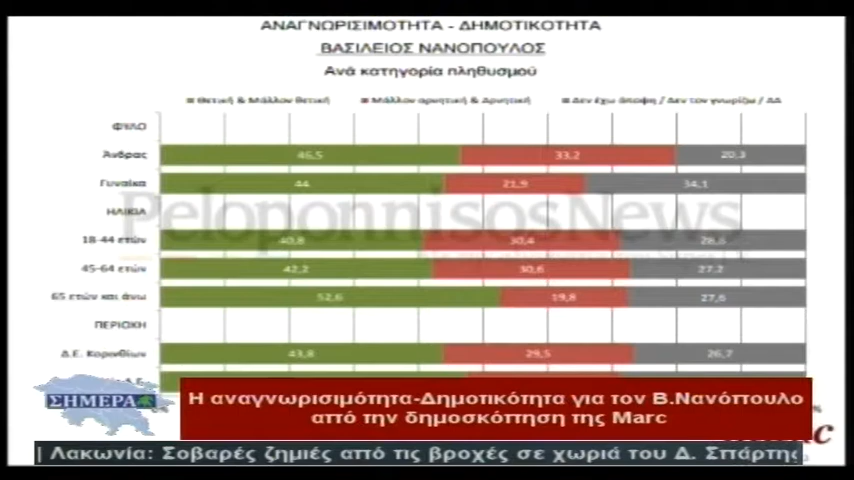 ΑΝΑΓΝΩΡΙΣΙΜΟΤΗΤΑ - ΔΗΜΟΤΙΚΟΤΗΤΑ
ΒΑΣΙΛΕΙΟΣ ΝΑΝΟΠΟΥΛΟΣ
Ανά κατηγορία πληθυσμού
Θετική & Μάλλον θετική Μάλλον αρνητική & Αρνητική Δεν έχω άποψη / Δεν τον γνωρίζω / ΔΑ
ΦΥΛΟ
Άνδρας 46,5 33,2 20,3
Γυναίκα 44 21,9 34,1
PeloponnisosNews
ΗΛΙΚΙΑ
18-44 ετών 40,8 30,4 28,8
45-64 ετών 42,2 30,6 27,2
65 ετών και άνω 52,6 19,8 27,6
ΠΕΡΙΟΧΗ
Δ.Ε. Κορινθίων 43,8 29,5 26,7
ΣΗΜΕΡΑ
Η αναγνωρισιμότητα-Δημοτικότητα για τον Β.Νανόπουλο
από την δημοσκόπηση της Marc
| Λακωνία: Σοβαρές ζημιές από τις βροχές σε χωριά του Δ. Σπάρτης